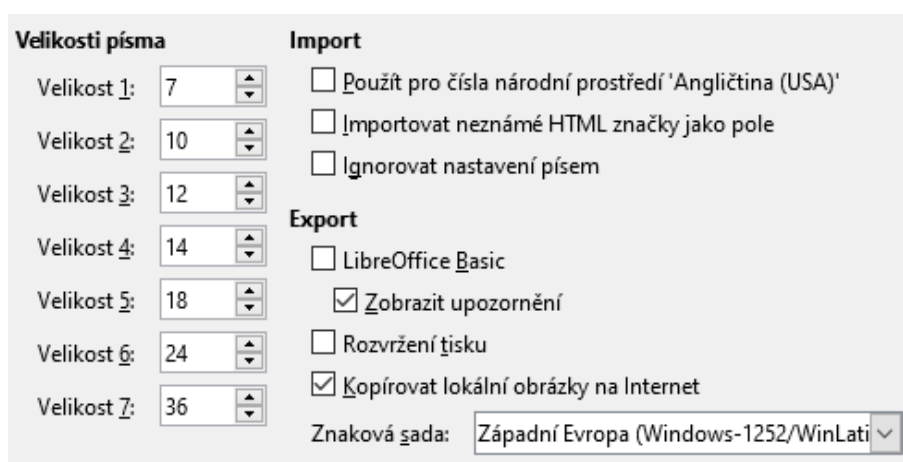 Velikosti písma
Velikost 1: 7
Velikost 2: 10
Velikost 3: 12
Velikost 4: 14
Velikost 5: 18
Velikost 6: 24
Velikost 7: 36
Import
Použít pro čísla národní prostředí 'Angličtina (USA)'
Importovat neznámé HTML značky jako pole
Ignorovat nastavení písem
Export
LibreOffice Basic
Zobrazit upozornění
Rozvržení tisku
Kopírovat lokální obrázky na Internet
Znaková sada: Západní Evropa (Windows-1252/WinLati